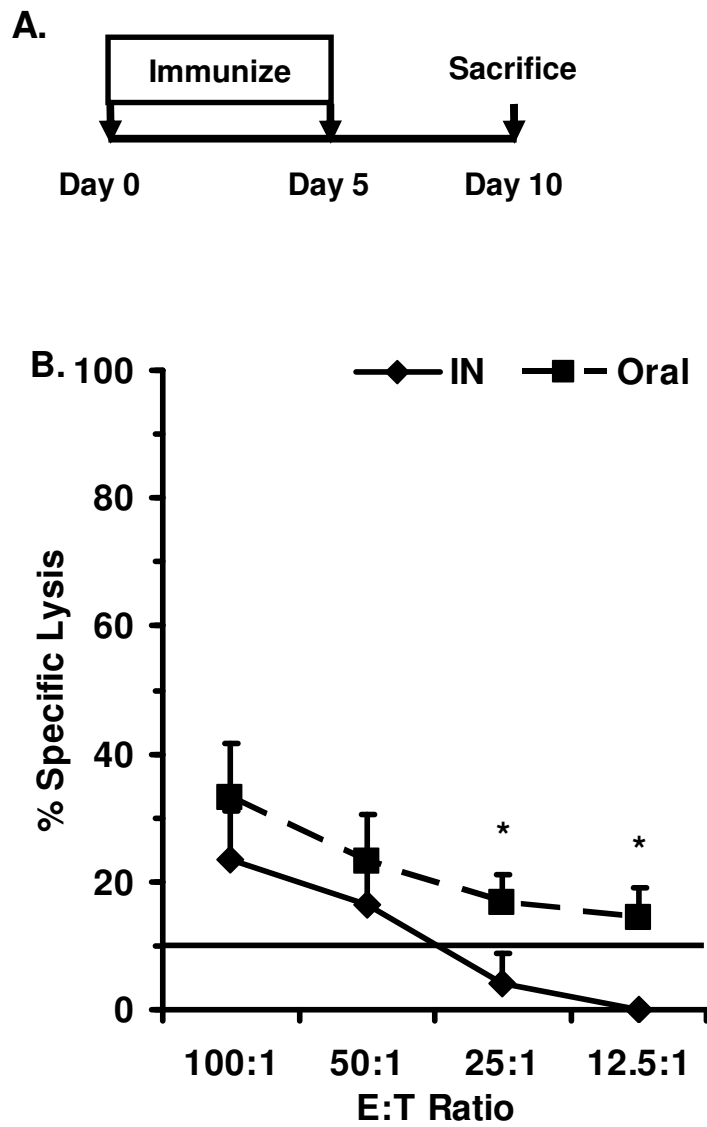 A.
Immunize
Sacrifice
Day 0
Day 5
Day 10
B.
IN
Oral
100
80
60
40
20
0
% Specific Lysis
*
*
100:1
50:1
25:1
12.5:1
E:T Ratio